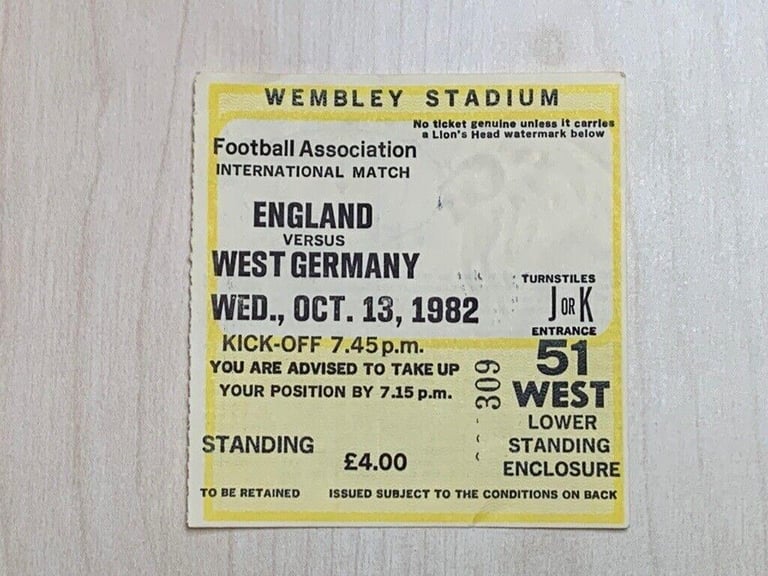 WEMBLEY STADIUM
No ticket genuine unless it carries
a Lion's Head watermark below
Football Association
INTERNATIONAL MATCH
ENGLAND
VERSUS
WEST GERMANY
WED., OCT. 13, 1982
TURNSTILES
J OR K
ENTRANCE
51
WEST
LOWER
STANDING
ENCLOSURE
KICK-OFF 7.45 p.m.
YOU ARE ADVISED TO TAKE UP
YOUR POSITION BY 7.15 p.m.
309
STANDING
£4.00
TO BE RETAINED
ISSUED SUBJECT TO THE CONDITIONS ON BACK